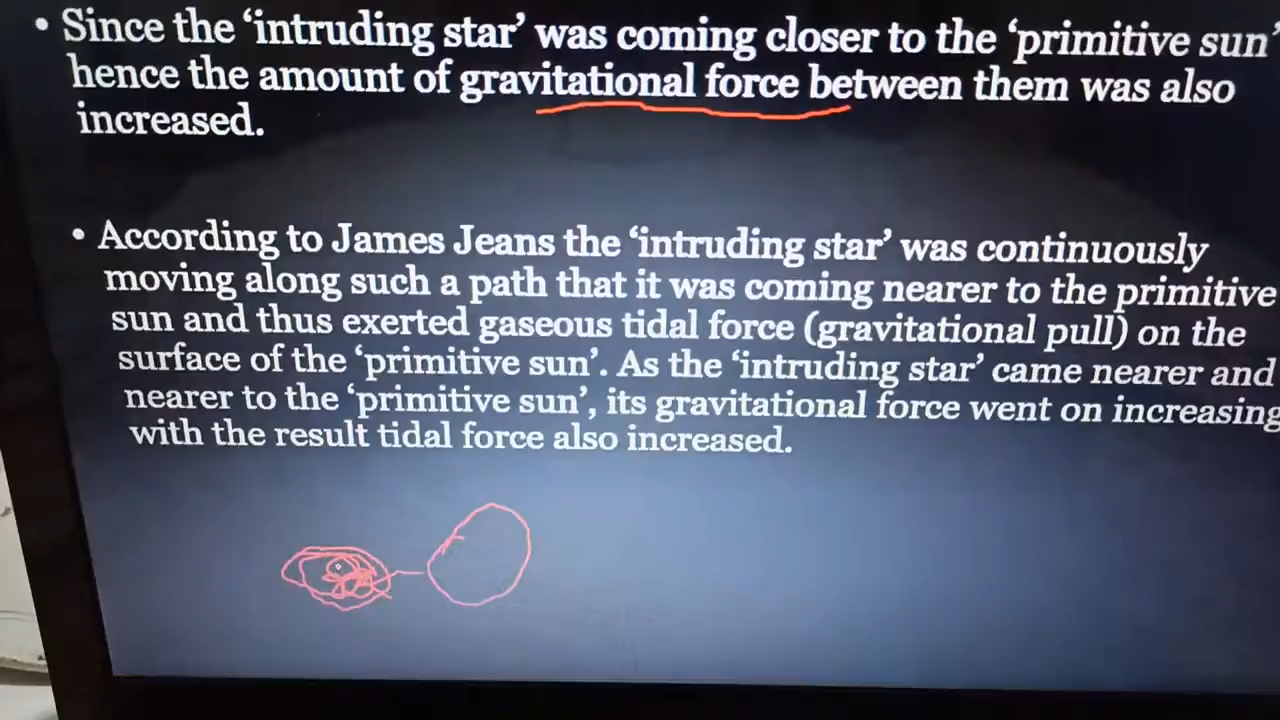 • Since the ‘intruding star’ was coming closer to the ‘primitive sun’
hence the amount of gravitational force between them was also
increased.
• According to James Jeans the ‘intruding star’ was continuously
moving along such a path that it was coming nearer to the primitive
sun and thus exerted gaseous tidal force (gravitational pull) on the
surface of the ‘primitive sun’. As the ‘intruding star’ came nearer and
nearer to the ‘primitive sun’, its gravitational force went on increasing
with the result tidal force also increased.